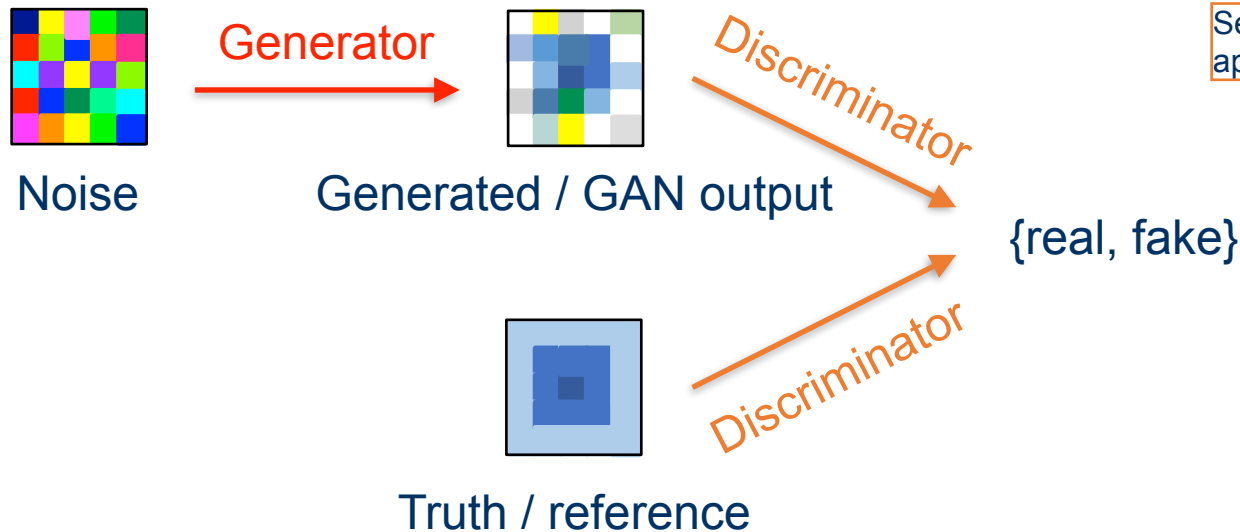 Generator
Discriminator
Noise
Generated / GAN output
{real, fake}
Discriminator
Truth / reference